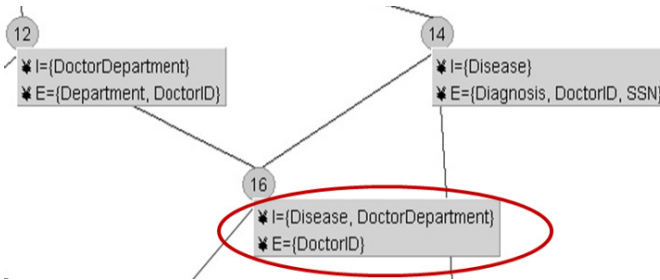 12
I={DoctorDepartment}
E={Department, DoctorID}
14
I={Disease}
E={Diagnosis, DoctorID, SSN}
16
I={Disease, DoctorDepartment}
E={DoctorID}